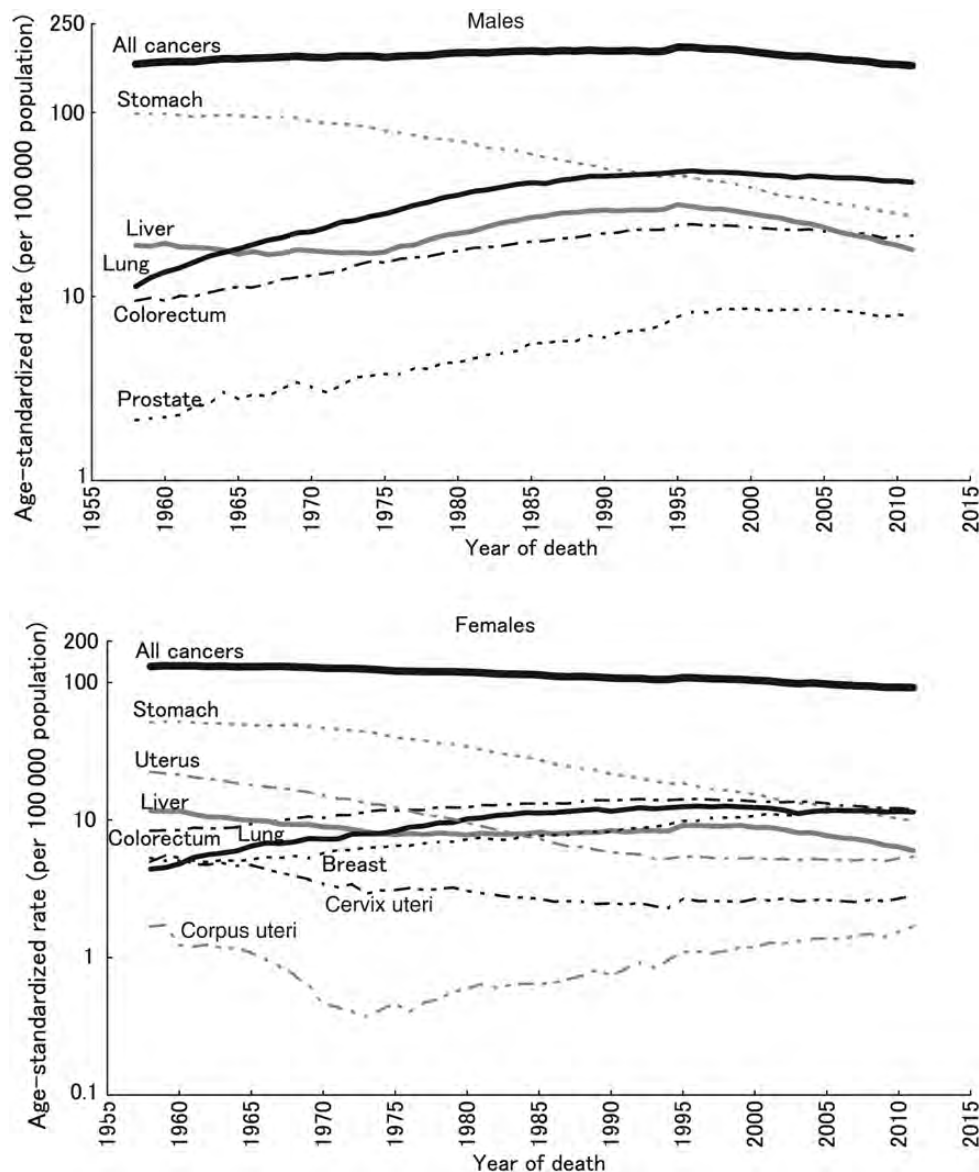 Males
Age-standardized rate (per 100 000 population)
250
100
10
1
All cancers
Stomach
Liver
Lung
Colorectum
Prostate
1955
1960
1965
1970
1975
1980
1985
1990
1995
2000
2005
2010
2015
Year of death
Females
Age-standardized rate (per 100 000 population)
200
100
10
1
0.1
All cancers
Stomach
Uterus
Liver
Colorectum
Lung
Breast
Cervix uteri
Corpus uteri
1955
1960
1965
1970
1975
1980
1985
1990
1995
2000
2005
2010
2015
Year of death